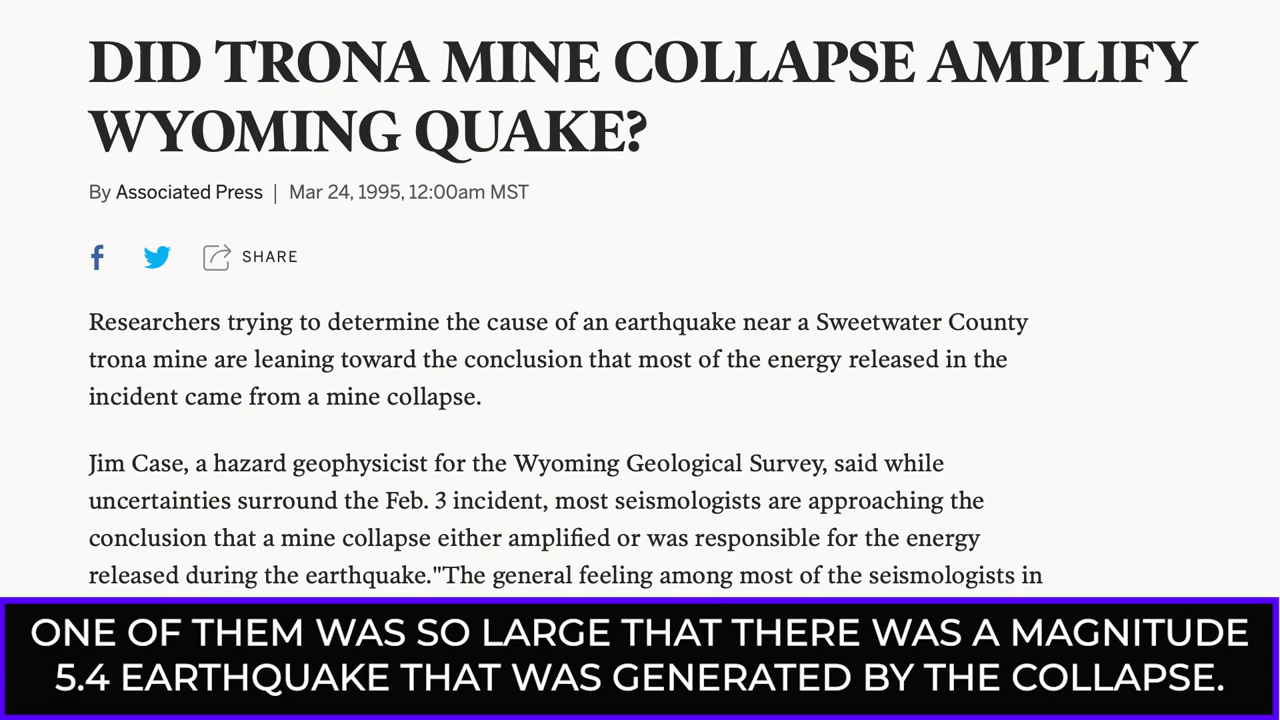 DID TRONA MINE COLLAPSE AMPLIFY
WYOMING QUAKE?
By Associated Press | Mar 24, 1995, 12:00am MST
SHARE
Researchers trying to determine the cause of an earthquake near a Sweetwater County
trona mine are leaning toward the conclusion that most of the energy released in the
incident came from a mine collapse.
Jim Case, a hazard geophysicist for the Wyoming Geological Survey, said while
uncertainties surround the Feb. 3 incident, most seismologists are approaching the
conclusion that a mine collapse either amplified or was responsible for the energy
released during the earthquake."The general feeling among most of the seismologists in
ONE OF THEM WAS SO LARGE THAT THERE WAS A MAGNITUDE
5.4 EARTHQUAKE THAT WAS GENERATED BY THE COLLAPSE.